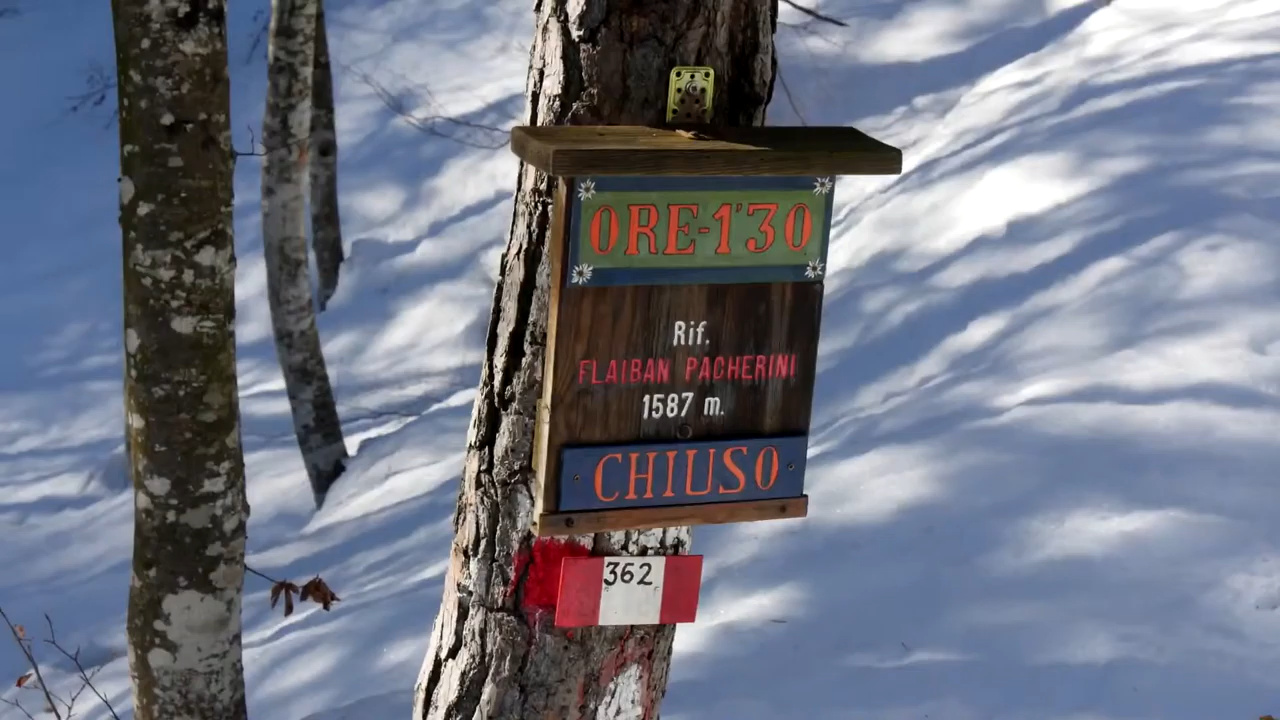 ORE-1'30
Rif.
FLAIBAN PACHERINI
1587 m.
CHIUSO
362